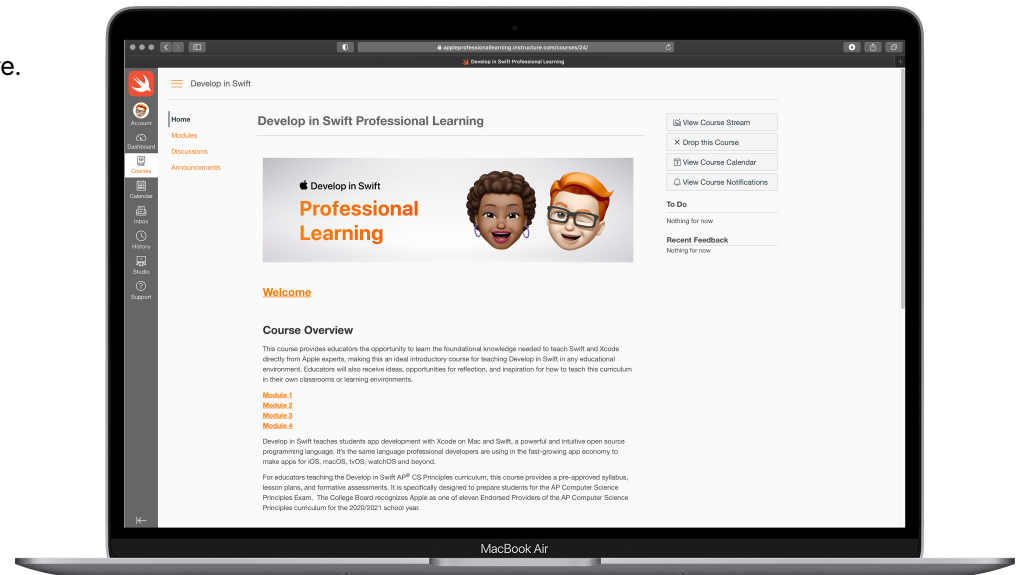 re.
appleprofessionallearning.instructure.com/courses/24/
Develop in Swift Professional Learning
Develop in Swift
Account
Dashboard
Courses
Calendar
Inbox
History
Studio
Support
Home
Modules
Discussions
Announcements
Develop in Swift Professional Learning
Develop in Swift
Professional
Learning
Welcome
Course Overview
This course provides educators the opportunity to learn the foundational knowledge needed to teach Swift and Xcode
directly from Apple experts, making this an ideal introductory course for teaching Develop in Swift in any educational
environment. Educators will also receive ideas, opportunities for reflection, and inspiration for how to teach this curriculum
in their own classrooms or learning environments.
Module 1
Module 2
Module 3
Module 4
Develop in Swift teaches students app development with Xcode on Mac and Swift, a powerful and intuitive open source
programming language. It's the same language professional developers are using in the fast-growing app economy to
make apps for iOS, macOS, tvOS, watchOS and beyond.
For educators teaching the Develop in Swift AP® CS Principles curriculum, this course provides a pre-approved syllabus,
lesson plans, and formative assessments. It is specifically designed to prepare students for the AP Computer Science
Principles Exam. The College Board recognizes Apple as one of eleven Endorsed Providers of the AP Computer Science
Principles curriculum for the 2020/2021 school year.
View Course Stream
Drop this Course
View Course Calendar
View Course Notifications
To Do
Nothing for now
Recent Feedback
Nothing for now
MacBook Air